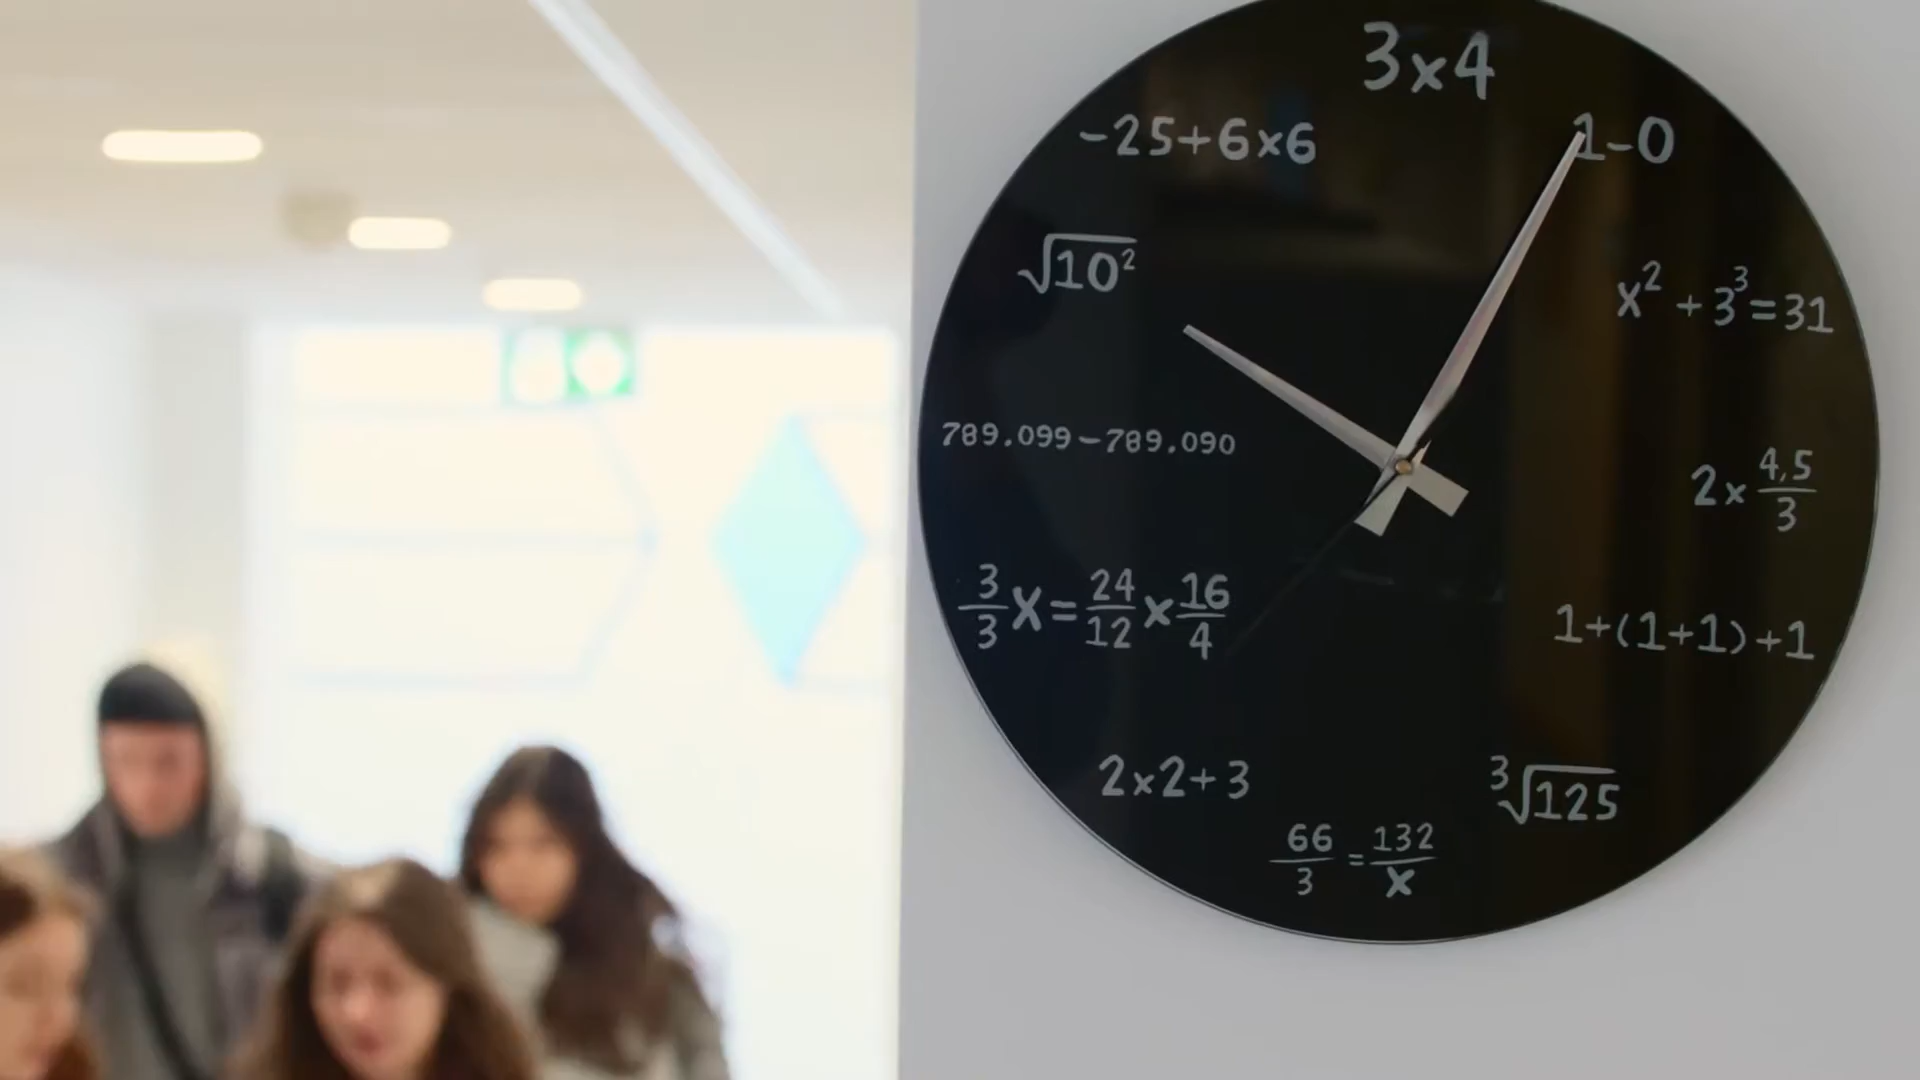 3x4
-25+6x6
1-0
√10²
x² + 3³=31
789.099-789.090
2x 4,5/3
3/3 X = 24/12 x 16/4
1+(1+1)+1
2x2+3
³√125
66/3 = 132/x